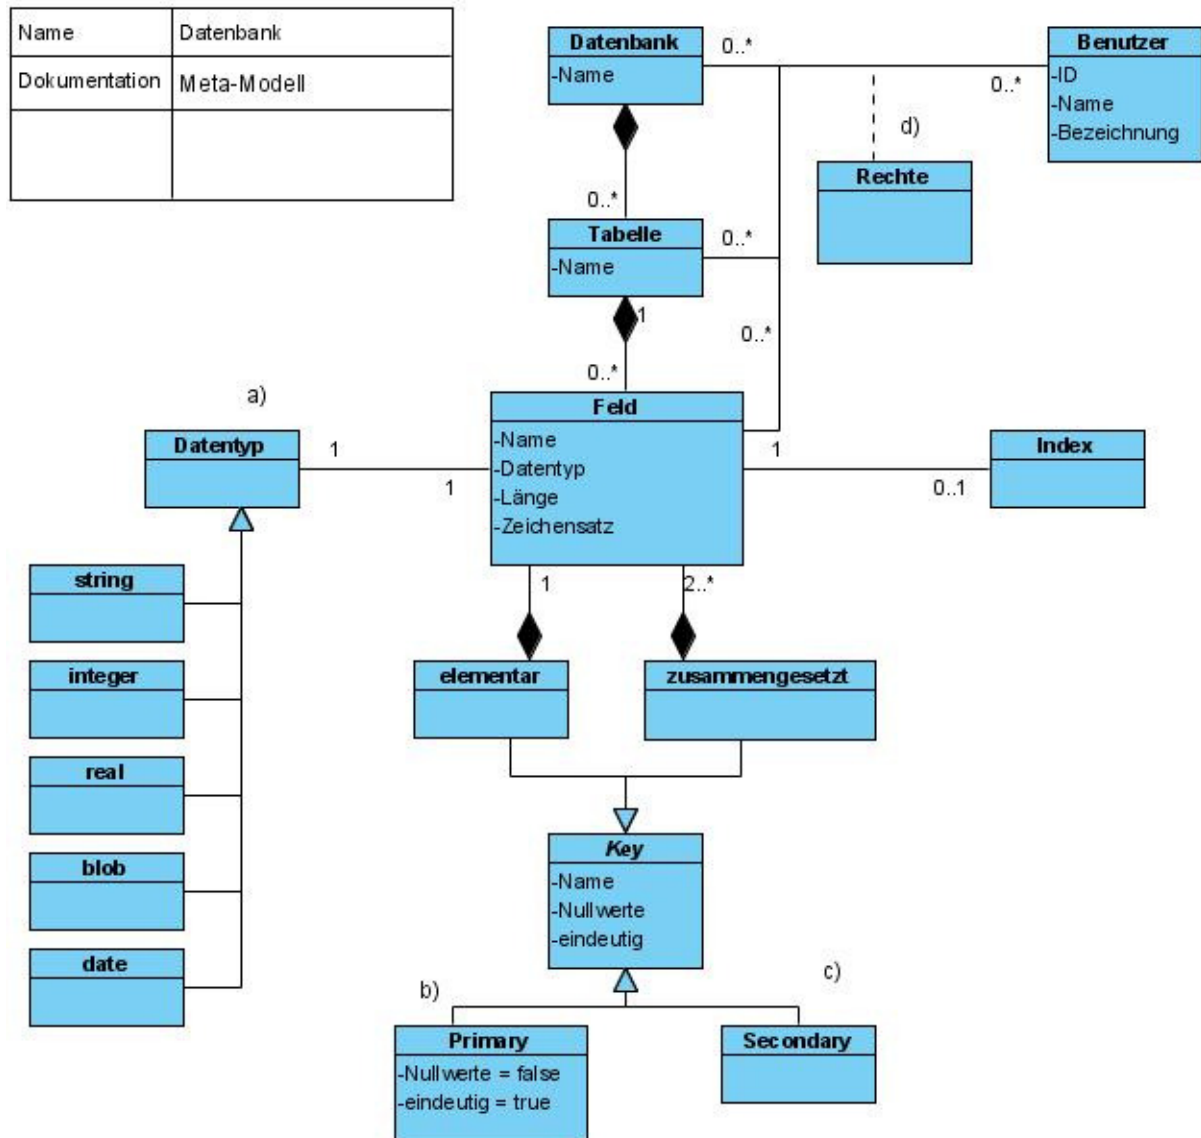 Name Datenbank
Dokumentation Meta-Modell
Datenbank
-Name
0..*
0..*
Benutzer
-ID
-Name
-Bezeichnung
d)
Rechte
0..*
Tabelle
-Name
0..*
1
0..*
0..*
a)
Datentyp
1
1
Feld
-Name
-Datentyp
-Länge
-Zeichensatz
1
0..1
Index
string
integer
real
blob
date
1
2..*
elementar
zusammengesetzt
Key
-Name
-Nullwerte
-eindeutig
b)
c)
Primary
-Nullwerte = false
-eindeutig = true
Secondary